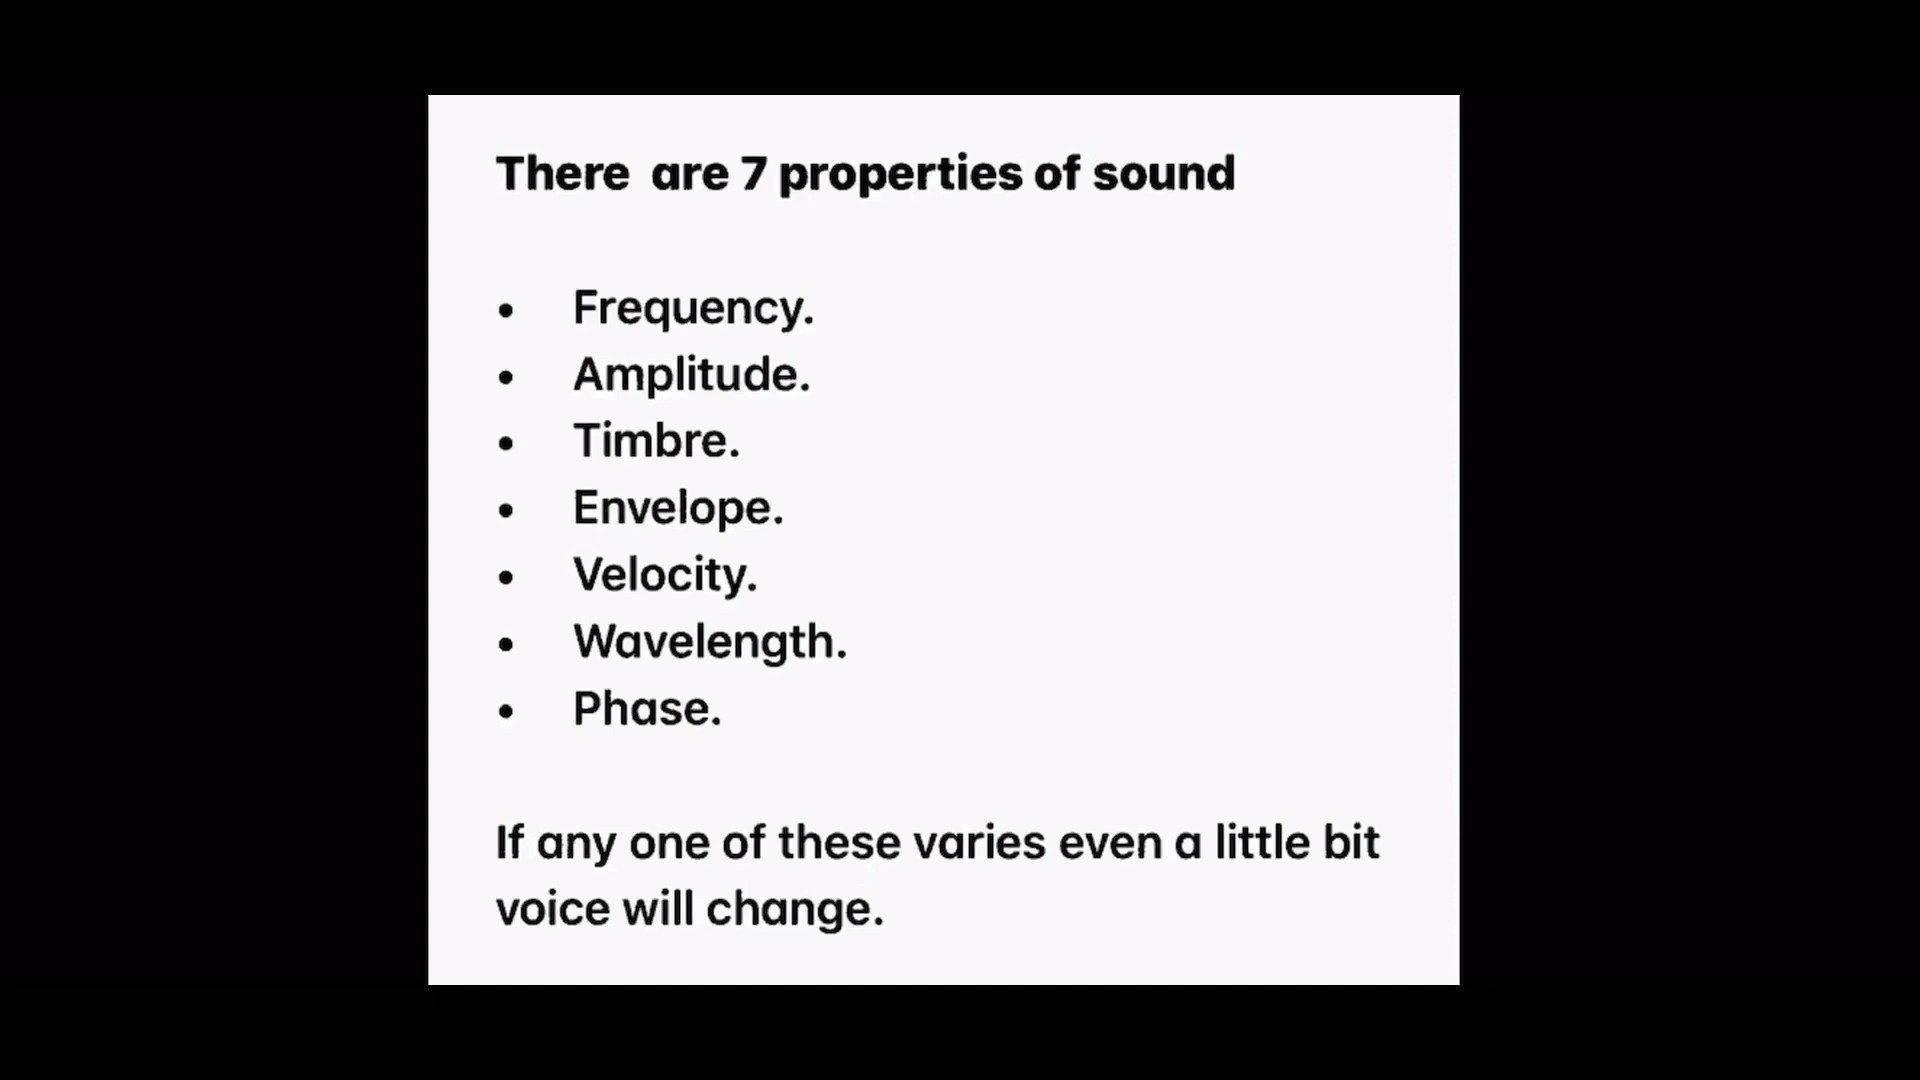 There are 7 properties of sound
• Frequency.
• Amplitude.
• Timbre.
• Envelope.
• Velocity.
• Wavelength.
• Phase.
If any one of these varies even a little bit
voice will change.